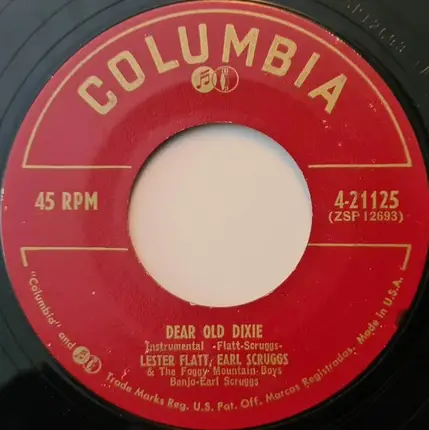 COLUMBIA
45 RPM
4-21125
(ZSP 12693)
DEAR OLD DIXIE
Instrumental -Flatt-Scruggs-
LESTER FLATT, EARL SCRUGGS
& The Foggy Mountain Boys
Banjo-Earl Scruggs
"Columbia" and Trade Marks Reg. U.S. Pat. Off. Marcas Registradas. Made in U.S.A.